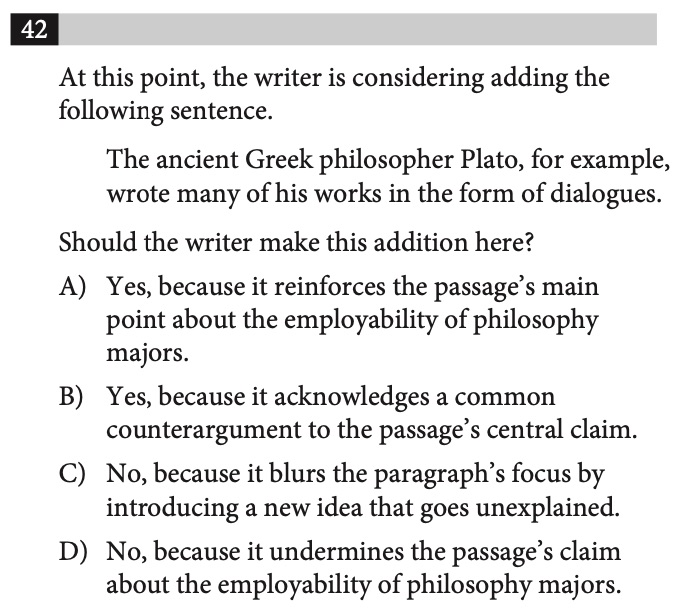 42
At this point, the writer is considering adding the
following sentence.
The ancient Greek philosopher Plato, for example,
wrote many of his works in the form of dialogues.
Should the writer make this addition here?
A) Yes, because it reinforces the passage’s main
point about the employability of philosophy
majors.
B) Yes, because it acknowledges a common
counterargument to the passage’s central claim.
C) No, because it blurs the paragraph’s focus by
introducing a new idea that goes unexplained.
D) No, because it undermines the passage’s claim
about the employability of philosophy majors.